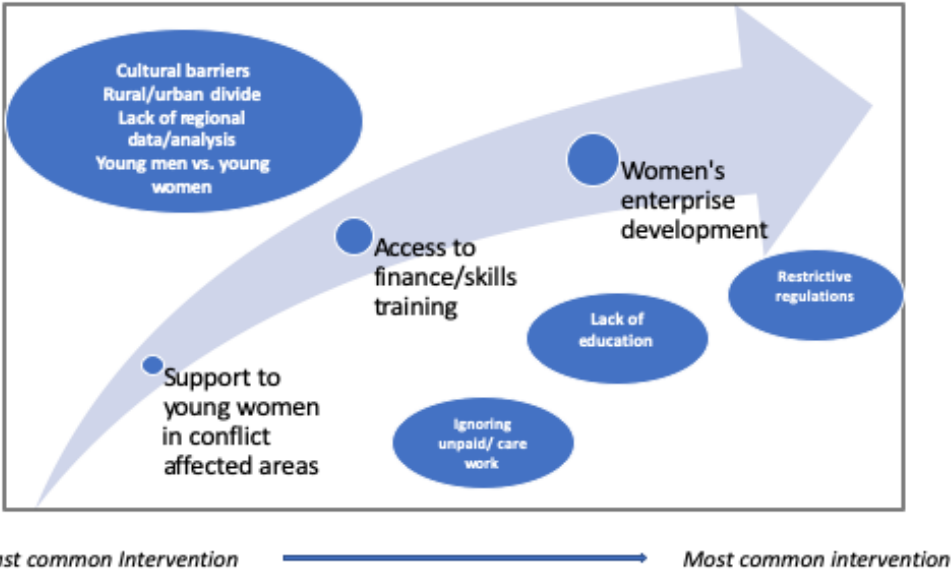 Cultural barriers
Rural/urban divide
Lack of regional
data/analysis
Young men vs. young
women
Women's
enterprise
development
Access to
finance/skills
training
Restrictive
regulations
Lack of
education
Support to
young women
in conflict
affected areas
Ignoring
unpaid/ care
work
common Intervention
Most common intervention